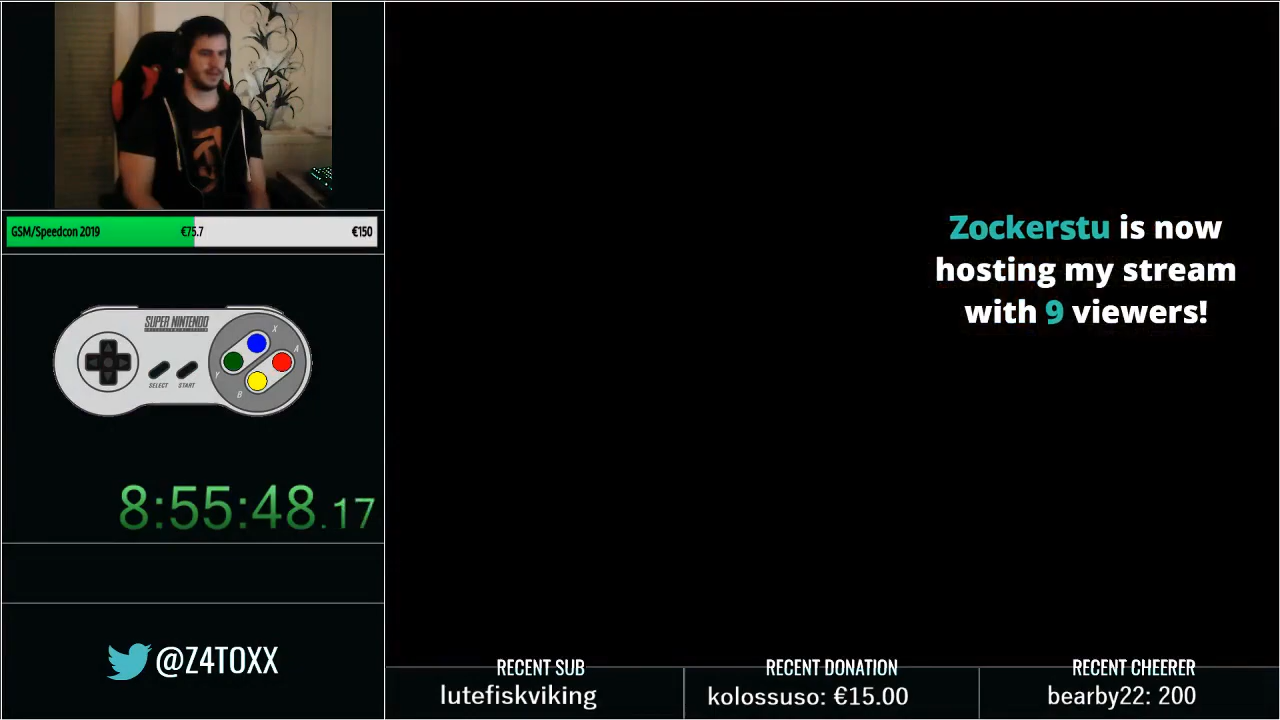 GSM/Speedcon 2019 €75.7 €150
SUPER NINTENDO
X
A
Y
B
SELECT START
8:55:48.17
@Z4TOXX
Zockerstu is now
hosting my stream
with 9 viewers!
RECENT SUB
lutefiskviking
RECENT DONATION
kolossuso: €15.00
RECENT CHEERER
bearby22: 200